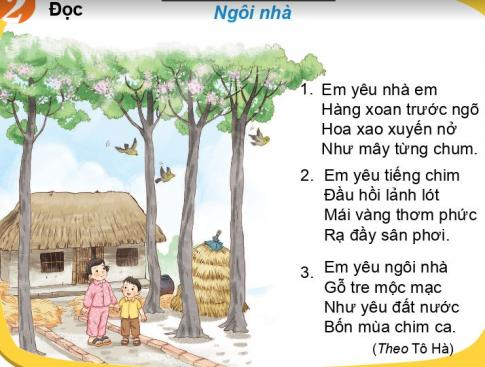 2 Đọc
Ngôi nhà
1. Em yêu nhà em
Hàng xoan trước ngõ
Hoa xao xuyến nở
Như mây từng chum.
2. Em yêu tiếng chim
Đầu hồi lảnh lót
Mái vàng thơm phức
Rạ đầy sân phơi.
3. Em yêu ngôi nhà
Gỗ tre mộc mạc
Như yêu đất nước
Bốn mùa chim ca.
(Theo Tô Hà)